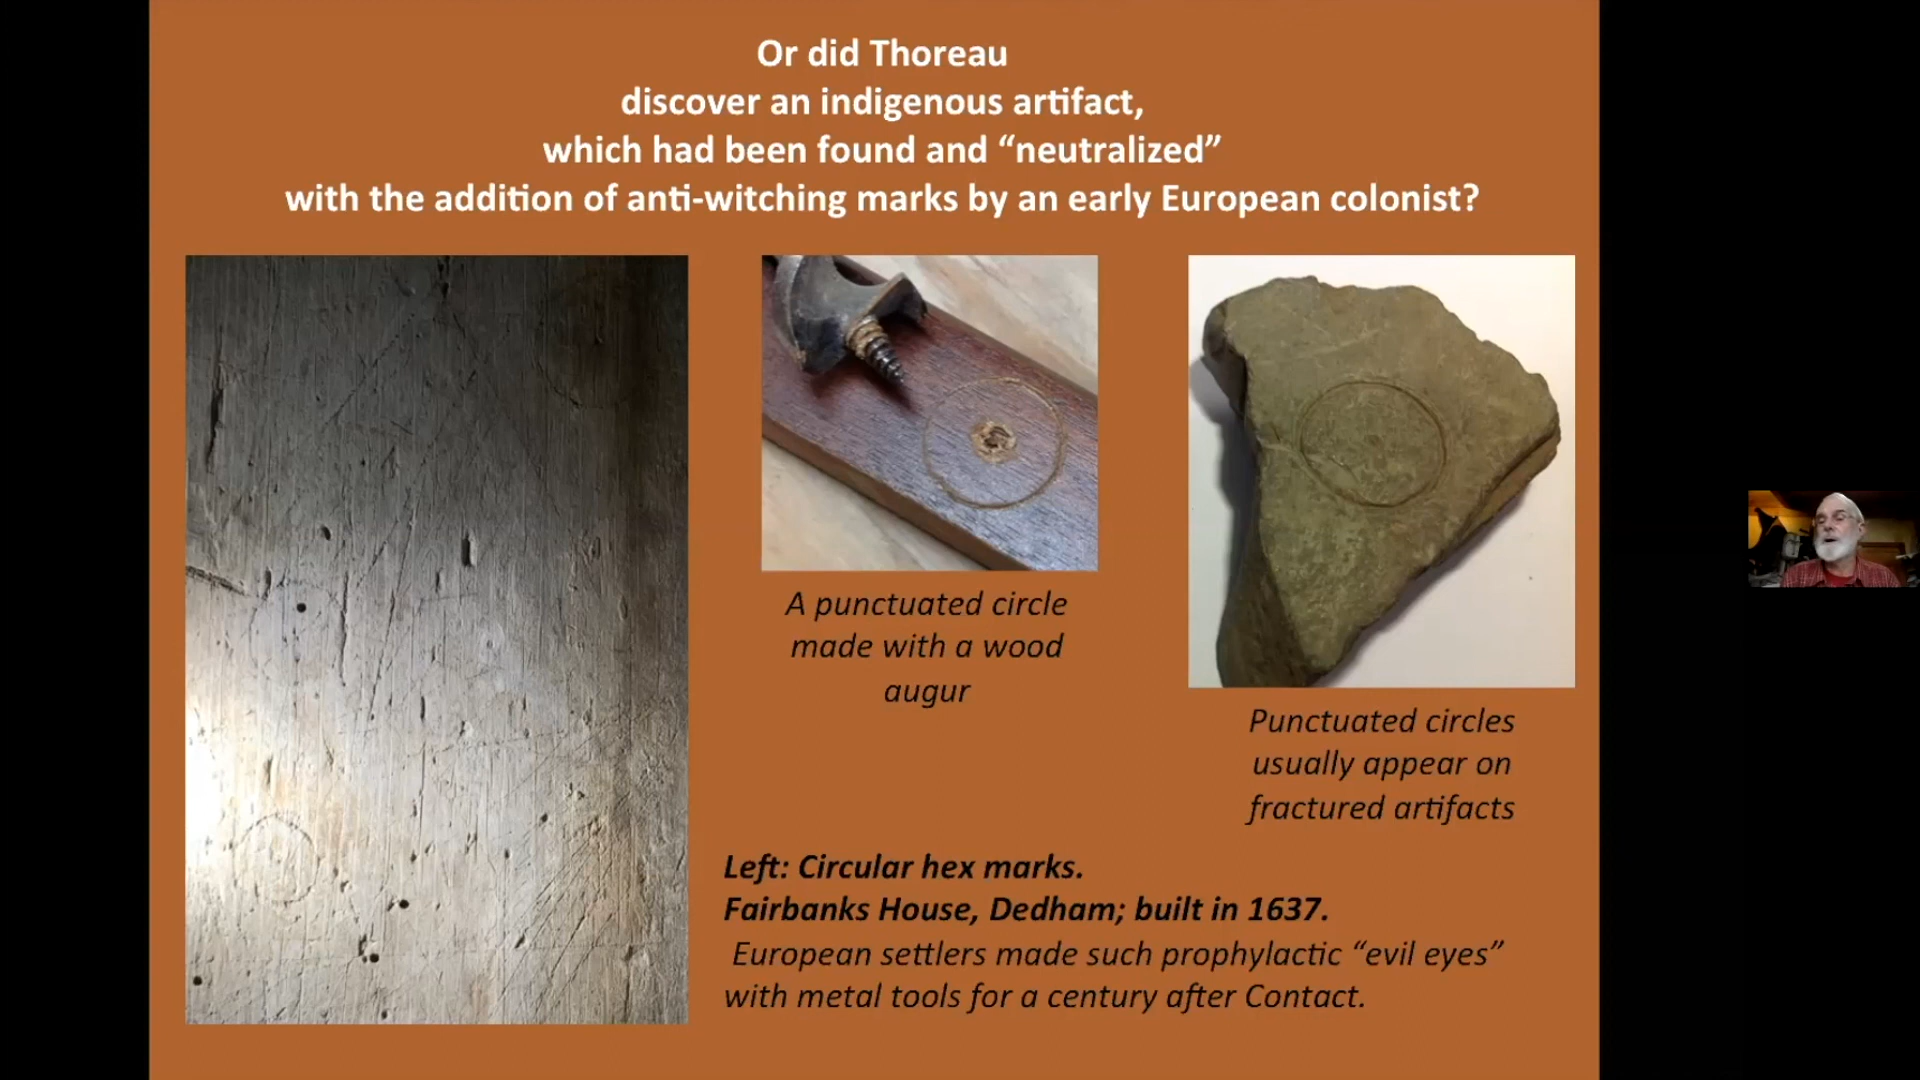 Or did Thoreau
discover an indigenous artifact,
which had been found and “neutralized”
with the addition of anti-witching marks by an early European colonist?
A punctuated circle
made with a wood
augur
Punctuated circles
usually appear on
fractured artifacts
Left: Circular hex marks.
Fairbanks House, Dedham; built in 1637.
European settlers made such prophylactic “evil eyes”
with metal tools for a century after Contact.